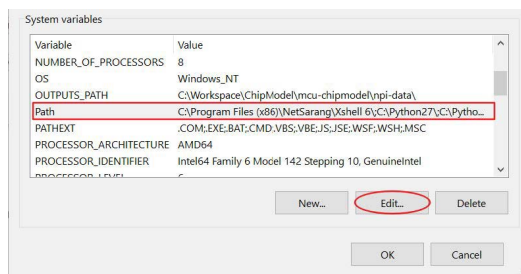 System variables
Variable Value
NUMBER_OF_PROCESSORS 8
OS Windows_NT
OUTPUTS_PATH C:\Workspace\ChipModel\mcu-chipmodel\npi-data\
Path C:\Program Files (x86)\NetSarang\Xshell 6\;C:\Python27\;C:\Pytho...
PATHEXT .COM;.EXE;.BAT;.CMD;.VBS;.VBE;.JS;.JSE;.WSF;.WSH;.MSC
PROCESSOR_ARCHITECTURE AMD64
PROCESSOR_IDENTIFIER Intel64 Family 6 Model 142 Stepping 10, GenuineIntel
PROCESSOR_LEVEL 6
New... Edit... Delete
OK Cancel